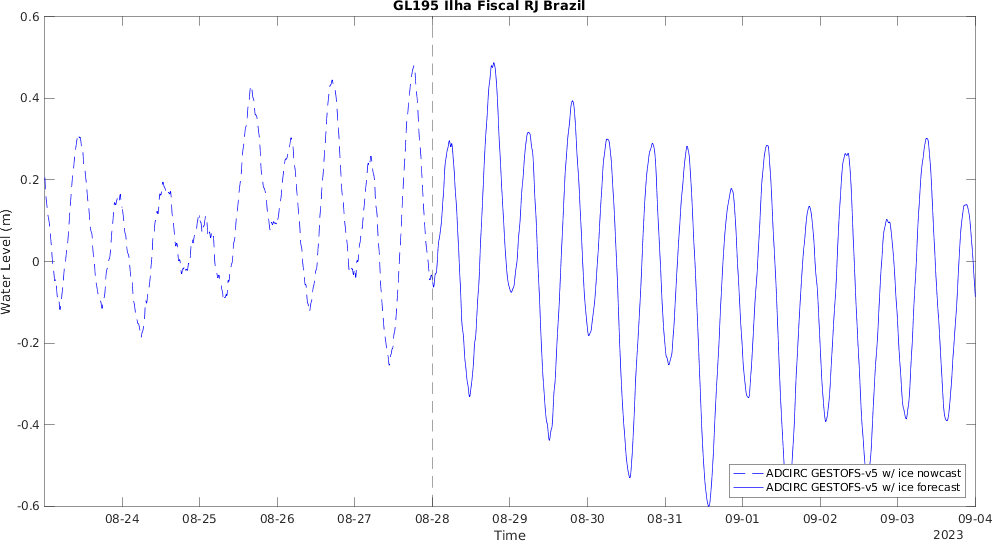 GL195 Ilha Fiscal RJ Brazil
0.6
0.4
0.2
0
-0.2
-0.4
-0.6
Water Level (m)
ADCIRC GESTOFS-v5 w/ ice nowcast
ADCIRC GESTOFS-v5 w/ ice forecast
08-24 08-25 08-26 08-27 08-28 08-29 08-30 08-31 09-01 09-02 09-03 09-04
Time
2023